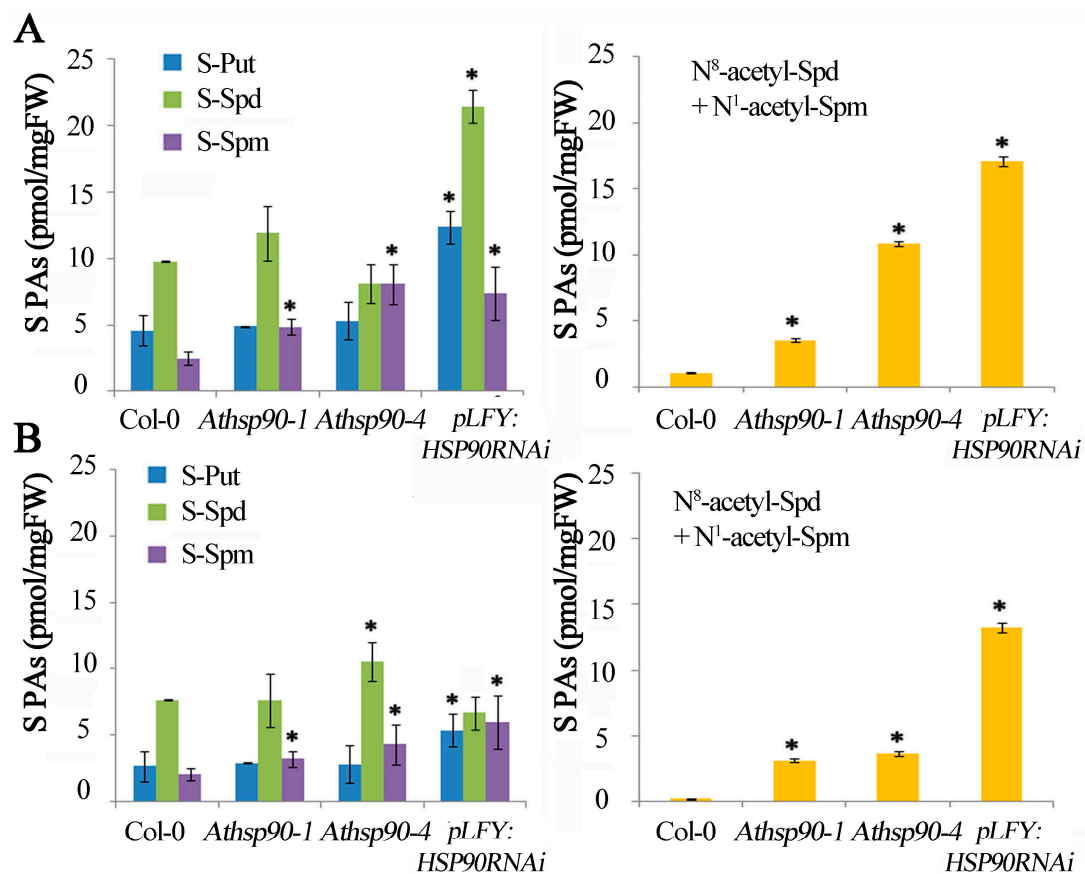 A
S PAs (pmol/mgFW)
25
20
15
10
5
0
S-Put
S-Spd
S-Spm
*
*
*
*
*
Col-0 Athsp90-1 Athsp90-4 pLFY:
HSP90RNAi
S PAs (pmol/mgFW)
25
20
15
10
5
0
N⁸-acetyl-Spd
+ N¹-acetyl-Spm
*
*
*
Col-0 Athsp90-1 Athsp90-4 pLFY:
HSP90RNAi
B
S PAs (pmol/mgFW)
25
20
15
10
5
0
S-Put
S-Spd
S-Spm
*
*
*
*
*
Col-0 Athsp90-1 Athsp90-4 pLFY:
HSP90RNAi
S PAs (pmol/mgFW)
25
20
15
10
5
0
N⁸-acetyl-Spd
+ N¹-acetyl-Spm
*
*
*
Col-0 Athsp90-1 Athsp90-4 pLFY:
HSP90RNAi